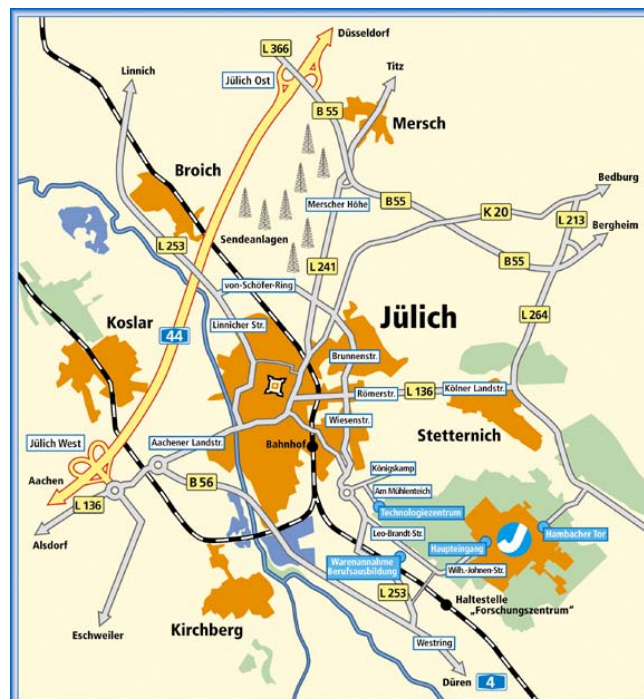 Düsseldorf
L 366
Linnich
Jülich Ost
Titz
B 55
Mersch
Broich
Bedburg
Merscher Höhe
B55
K 20
L 213
Sendeanlagen
L 253
Bergheim
L 241
B55
von-Schöfer-Ring
Koslar
Linnicher Str.
Jülich
L 264
44
Brunnenstr.
Römerstr.
L 136
Kölner Landstr.
Wiesenstr.
Jülich West
Aachener Landstr.
Bahnhof
Stetternich
Aachen
B 56
Königskamp
Am Mühlenteich
L 136
Technologiezentrum
Alsdorf
Leo-Brandt-Str.
Hambacher Tor
Haupteingang
Warenannahme
Berufsausbildung
Wilh.-Johnen-Str.
L 253
Haltestelle
„Forschungszentrum“
Kirchberg
Eschweiler
Westring
Düren
4